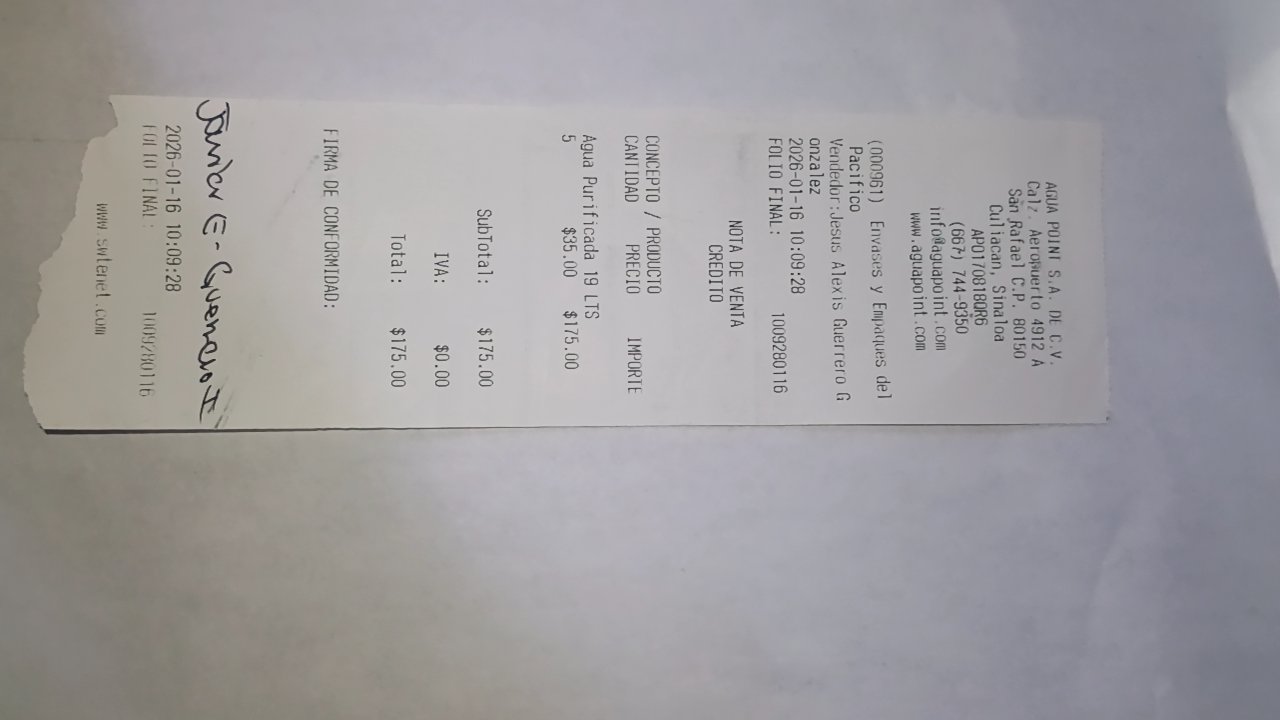 AGUA POINT S.A. DE C.V.
Calz. Aeropuerto 4912 A
San Rafael C.P. 80150
Culiacan, Sinaloa
APO170818QR6
(667) 744-9350
info@aguapoint.com
www.aguapoint.com
(000961) Envases y Empaques del
Pacifico
Vendedor:Jesus Alexis Guerrero G
onzalez
2026-01-16 10:09:28
FOLIO FINAL: 1009280116
NOTA DE VENTA
CREDITO
CONCEPTO / PRODUCTO
CANTIDAD PRECIO IMPORTE
Agua Purificada 19 LTS
5 $35.00 $175.00
SubTotal: $175.00
IVA: $0.00
Total: $175.00
FIRMA DE CONFORMIDAD:
Javier E- Guerrero I
2026-01-16 10:09:28
FOLIO FINAL: 1009280116
www.swtenet.com